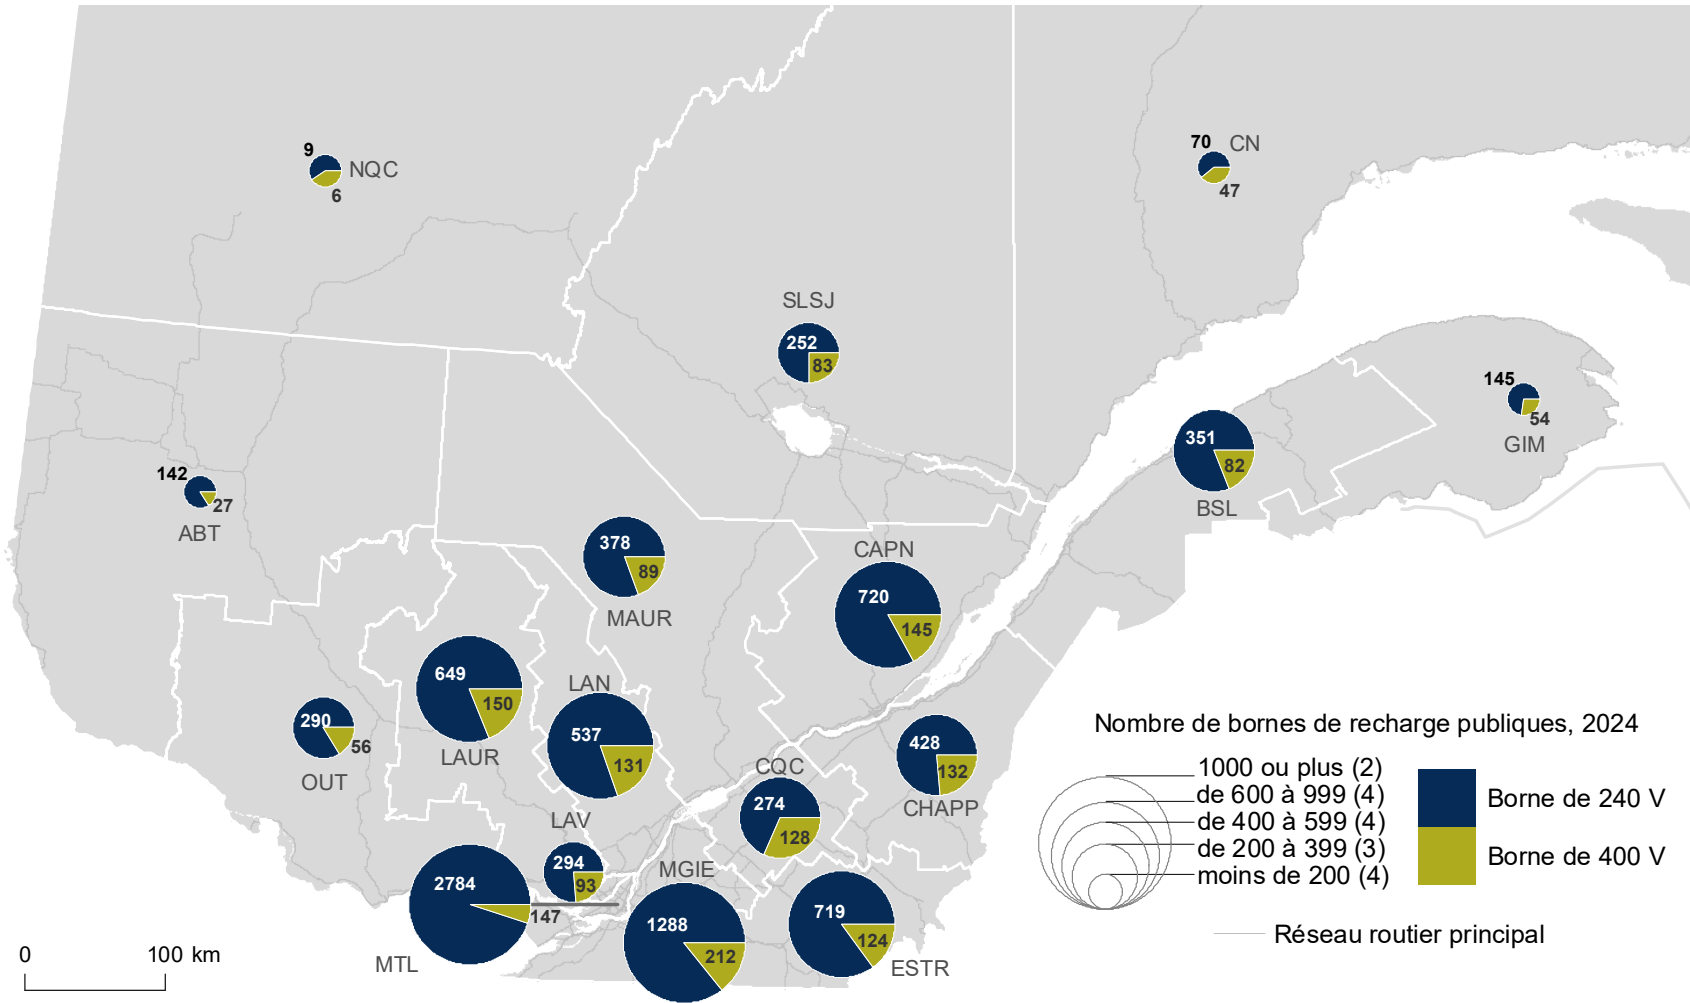 9
NQC
6
70
CN
47
SLSJ
252
83
145
54
GIM
351
82
BSL
142
27
ABT
378
89
MAUR
CAPN
720
145
649
150
LAUR
LAN
537
131
290
56
OUT
428
132
CHAPP
CQC
274
128
LAV
294
93
2784
147
MTL
MGIE
1288
212
719
124
ESTR
Nombre de bornes de recharge publiques, 2024
1000 ou plus (2)
de 600 à 999 (4)
de 400 à 599 (4)
de 200 à 399 (3)
moins de 200 (4)
Borne de 240 V
Borne de 400 V
Réseau routier principal
0 100 km